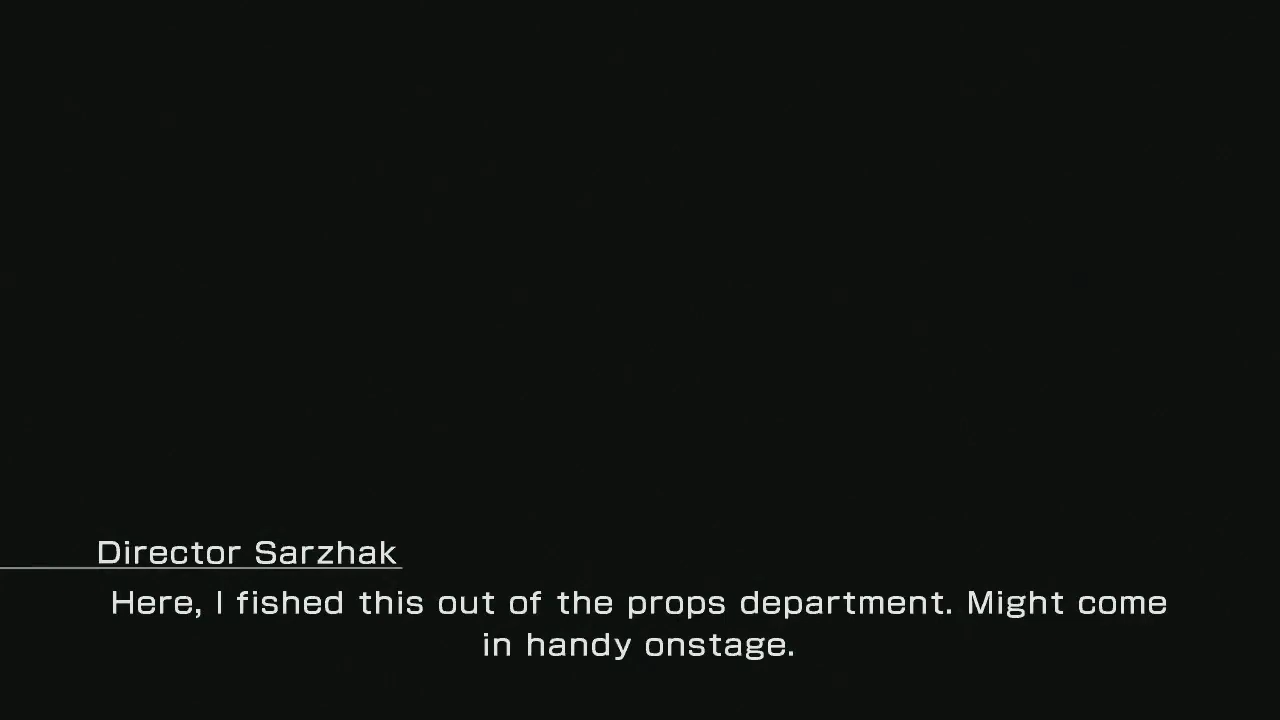 Director Sarzhak
Here, I fished this out of the props department. Might come
in handy onstage.